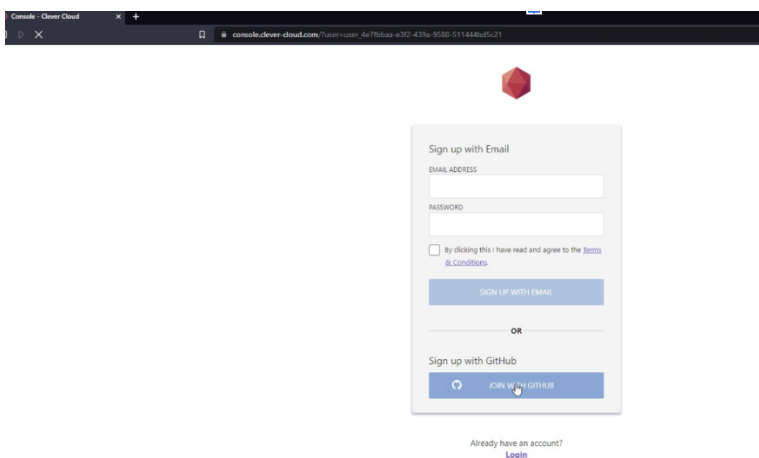 Console - Clever Cloud
console.clever-cloud.com/?user=user_4e7fbbaa-e3f2-439a-9588-511444bd5c21
Sign up with Email
EMAIL ADDRESS
PASSWORD
By clicking this I have read and agree to the Terms
& Conditions.
SIGN UP WITH EMAIL
OR
Sign up with GitHub
JOIN WITH GITHUB
Already have an account?
Login